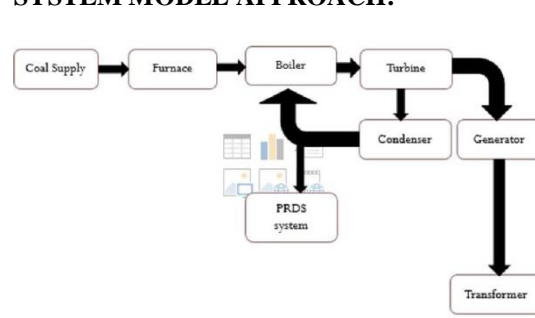 SYSTEM MODEL APPROACH:
Coal Supply
Furnace
Boiler
Turbine
Condenser
Generator
PRDS
system
Transformer